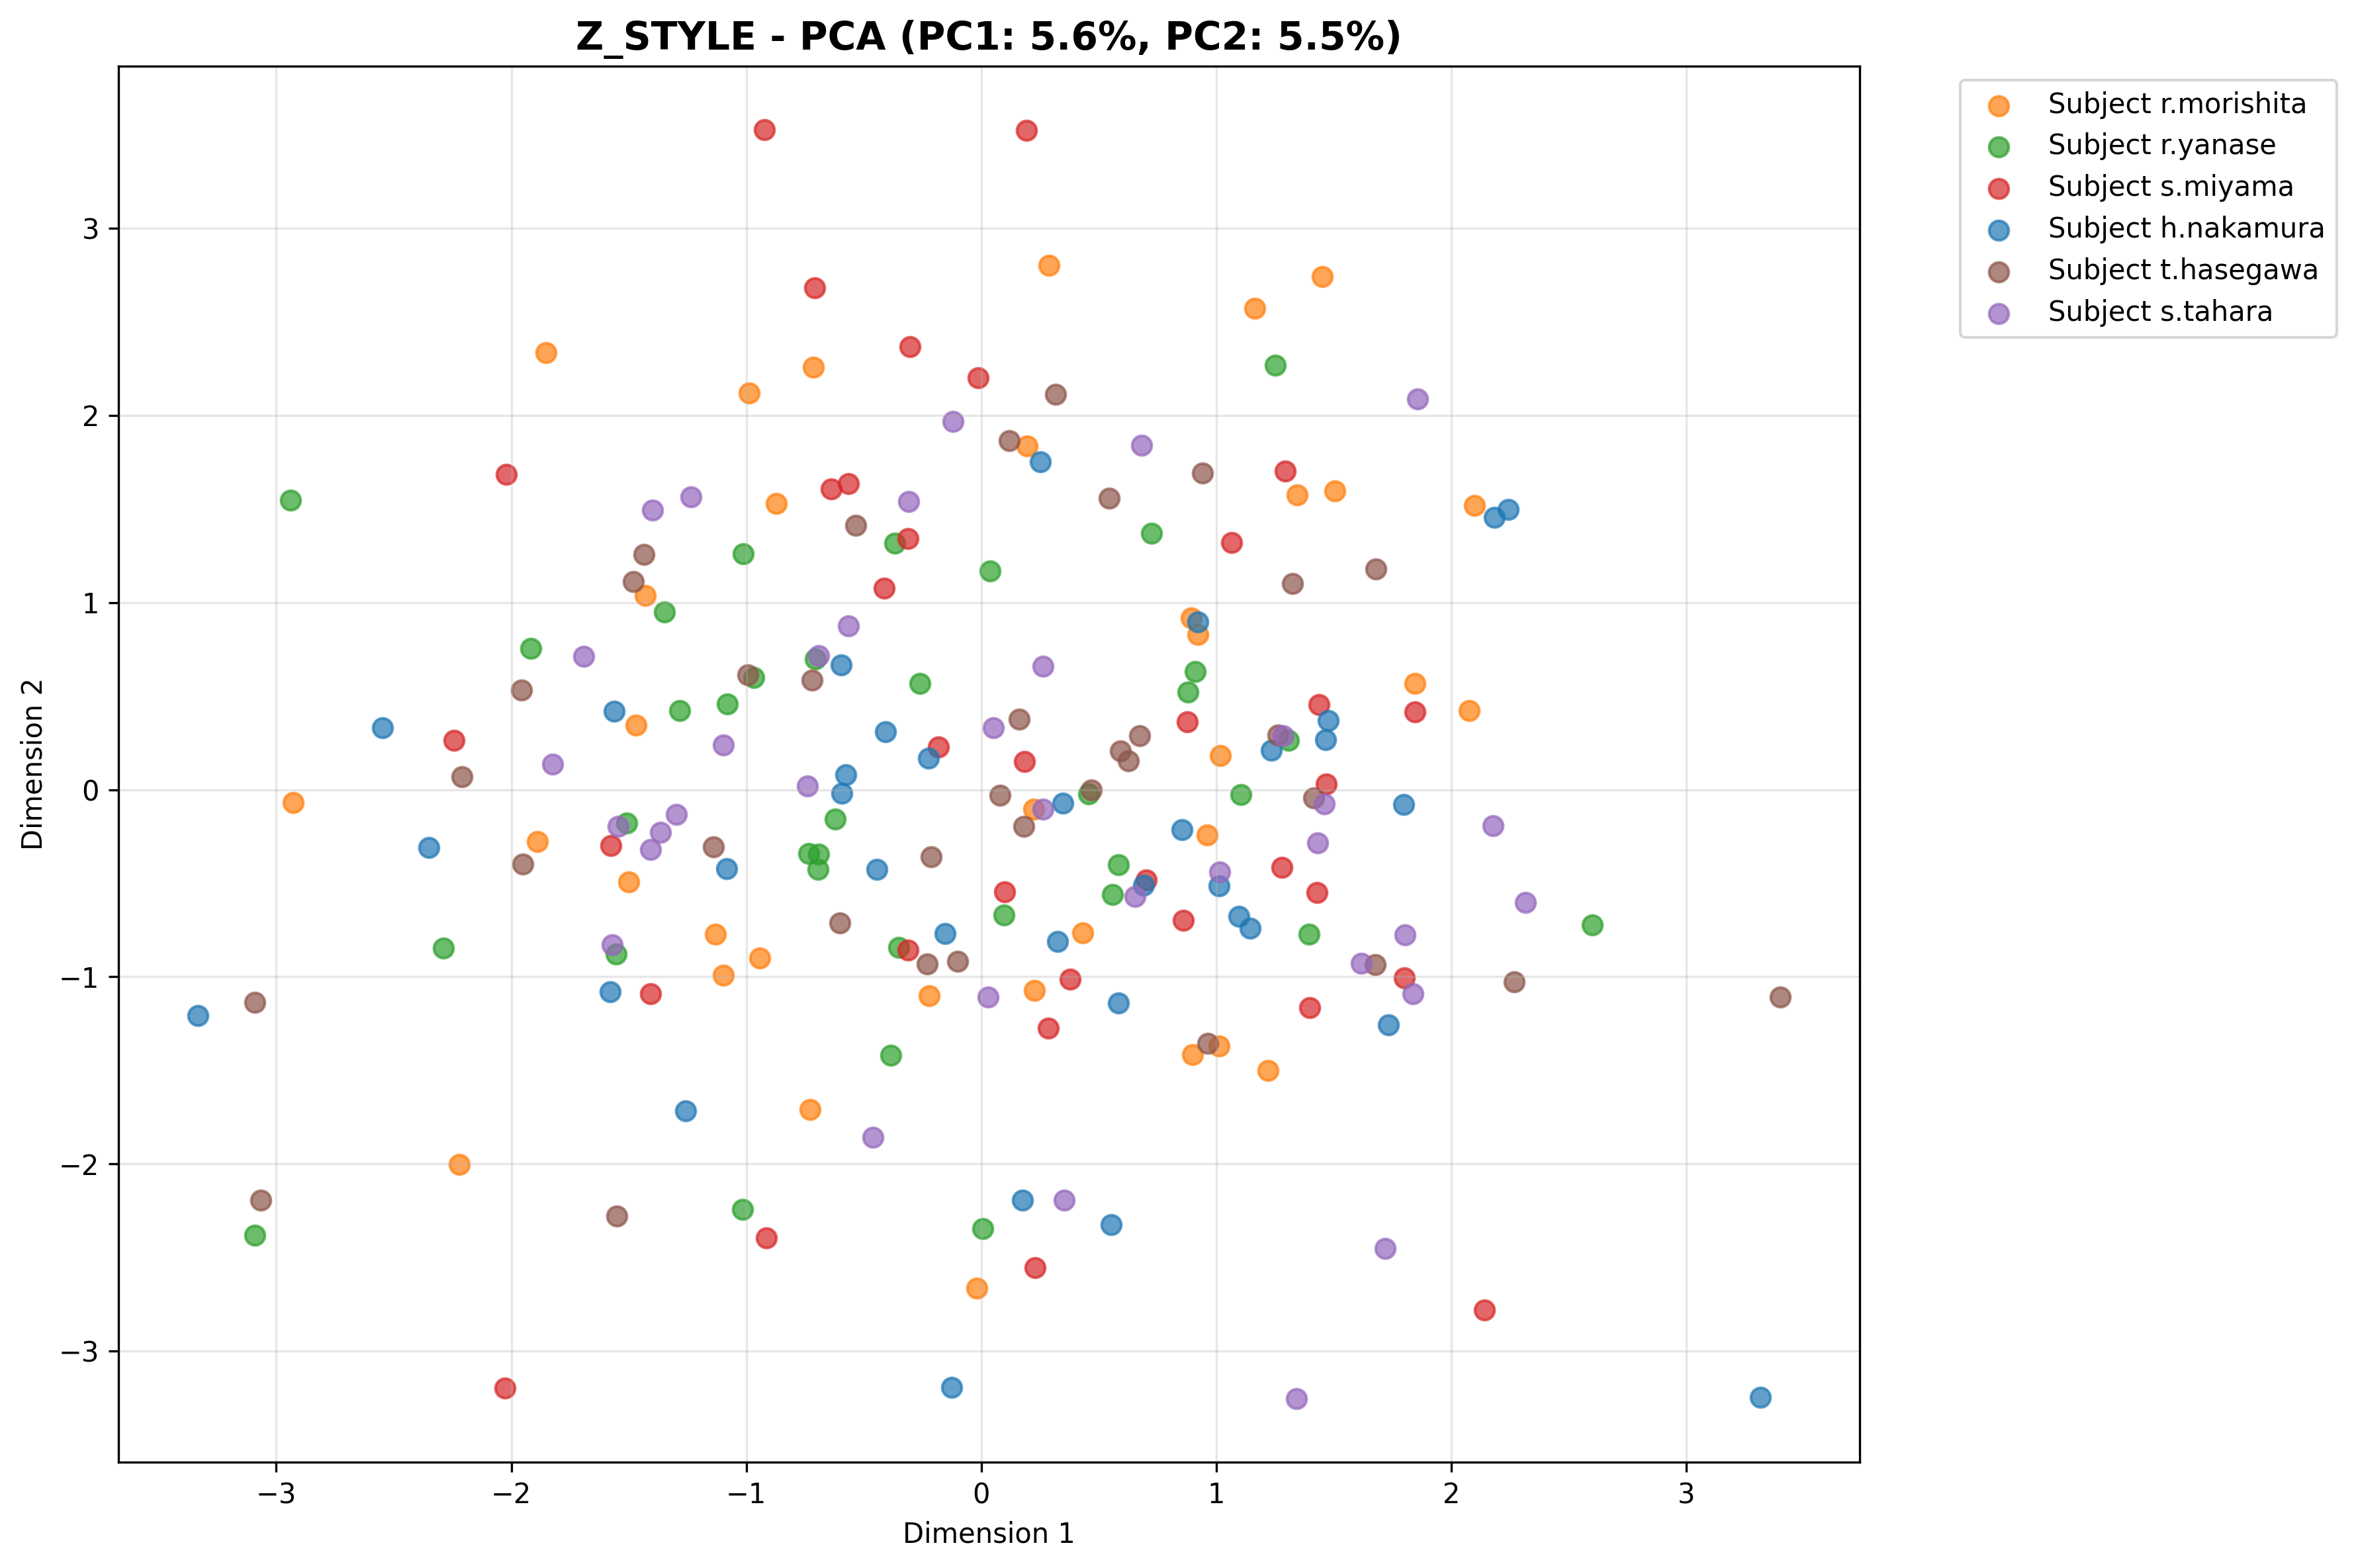 Z_STYLE - PCA (PC1: 5.6%, PC2: 5.5%)
Subject r.morishita
Subject r.yanase
Subject s.miyama
Subject h.nakamura
Subject t.hasegawa
Subject s.tahara
Dimension 2
3
2
1
0
−1
−2
−3
−3 −2 −1 0 1 2 3
Dimension 1